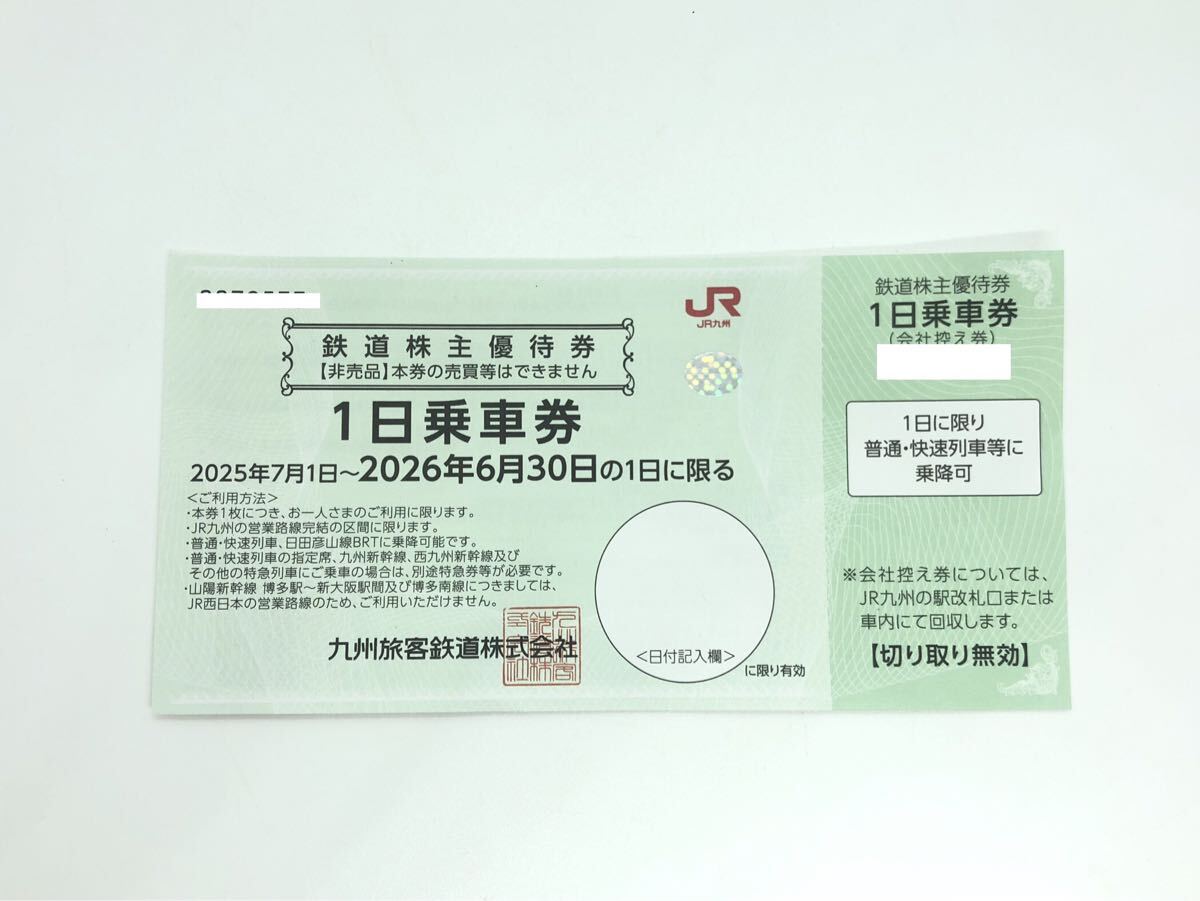 JR
JR九州
鉄道株主優待券
【非売品】本券の売買等はできません
1日乗車券
2025年7月1日～2026年6月30日の1日に限る
＜ご利用方法＞
・本券1枚につき、お一人さまのご利用に限ります。
・JR九州の営業路線完結の区間に限ります。
・普通・快速列車、日田彦山線BRTに乗降可能です。
・普通・快速列車の指定席、九州新幹線、西九州新幹線及び
その他の特急列車にご乗車の場合は、別途特急券等が必要です。
・山陽新幹線 博多駅～新大阪駅間及び博多南線につきましては、
JR西日本の営業路線のため、ご利用いただけません。
九州旅客鉄道株式会社
＜日付記入欄＞
に限り有効
鉄道株主優待券
1日乗車券
(会社控え券)
1日に限り
普通・快速列車等に
乗降可
※会社控え券については、
JR九州の駅改札口または
車内にて回収します。
【切り取り無効】